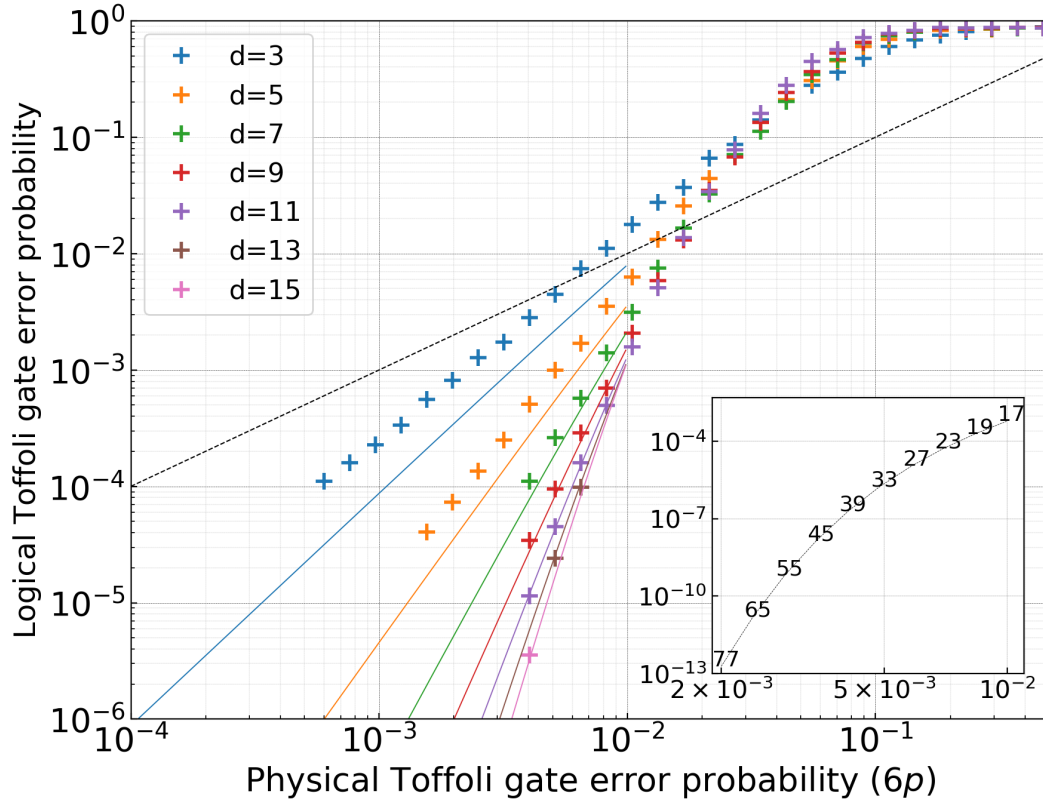 Logical Toffoli gate error probability
10^0
10^{-1}
10^{-2}
10^{-3}
10^{-4}
10^{-5}
10^{-6}
d=3
d=5
d=7
d=9
d=11
d=13
d=15
10^{-4}
10^{-7}
10^{-10}
10^{-13}
17
19
23
27
33
39
45
55
65
77
2 × 10^{-3}
5 × 10^{-3}
10^{-2}
10^{-4}
10^{-3}
10^{-2}
10^{-1}
Physical Toffoli gate error probability (6p)